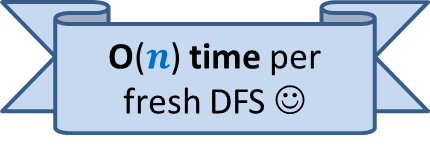 O(n) time per
fresh DFS ☺